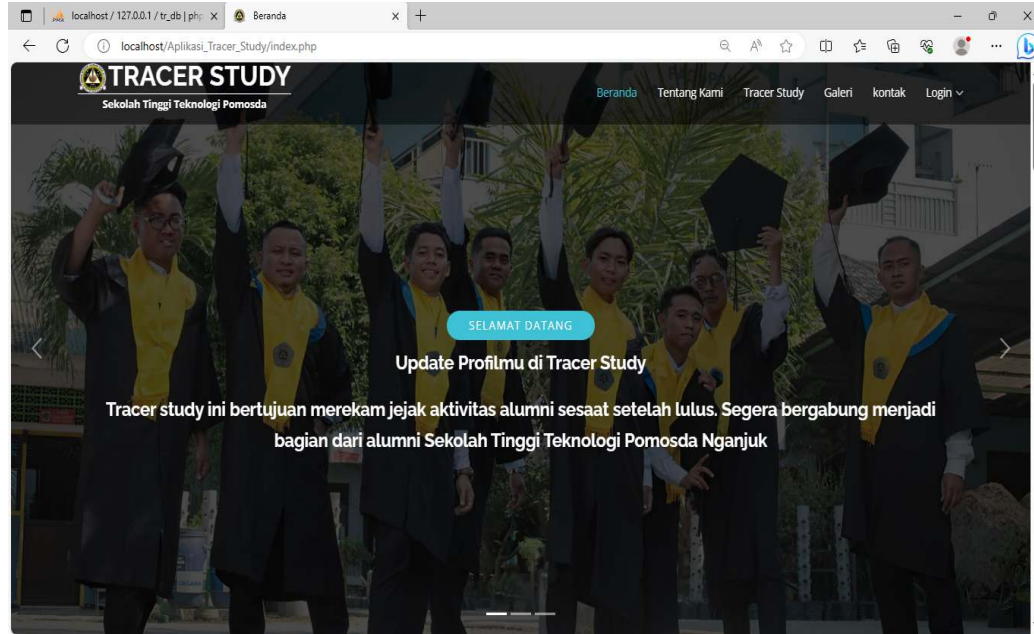 localhost / 127.0.0.1 / tr_db | php
Beranda
localhost/Aplikasi_Tracer_Study/index.php
TRACER STUDY
Sekolah Tinggi Teknologi Pomosda
Beranda Tentang Kami Tracer Study Galeri kontak Login
SELAMAT DATANG
Update Profilmu di Tracer Study
Tracer study ini bertujuan merekam jejak aktivitas alumni sesaat setelah lulus. Segera bergabung menjadi
bagian dari alumni Sekolah Tinggi Teknologi Pomosda Nganjuk